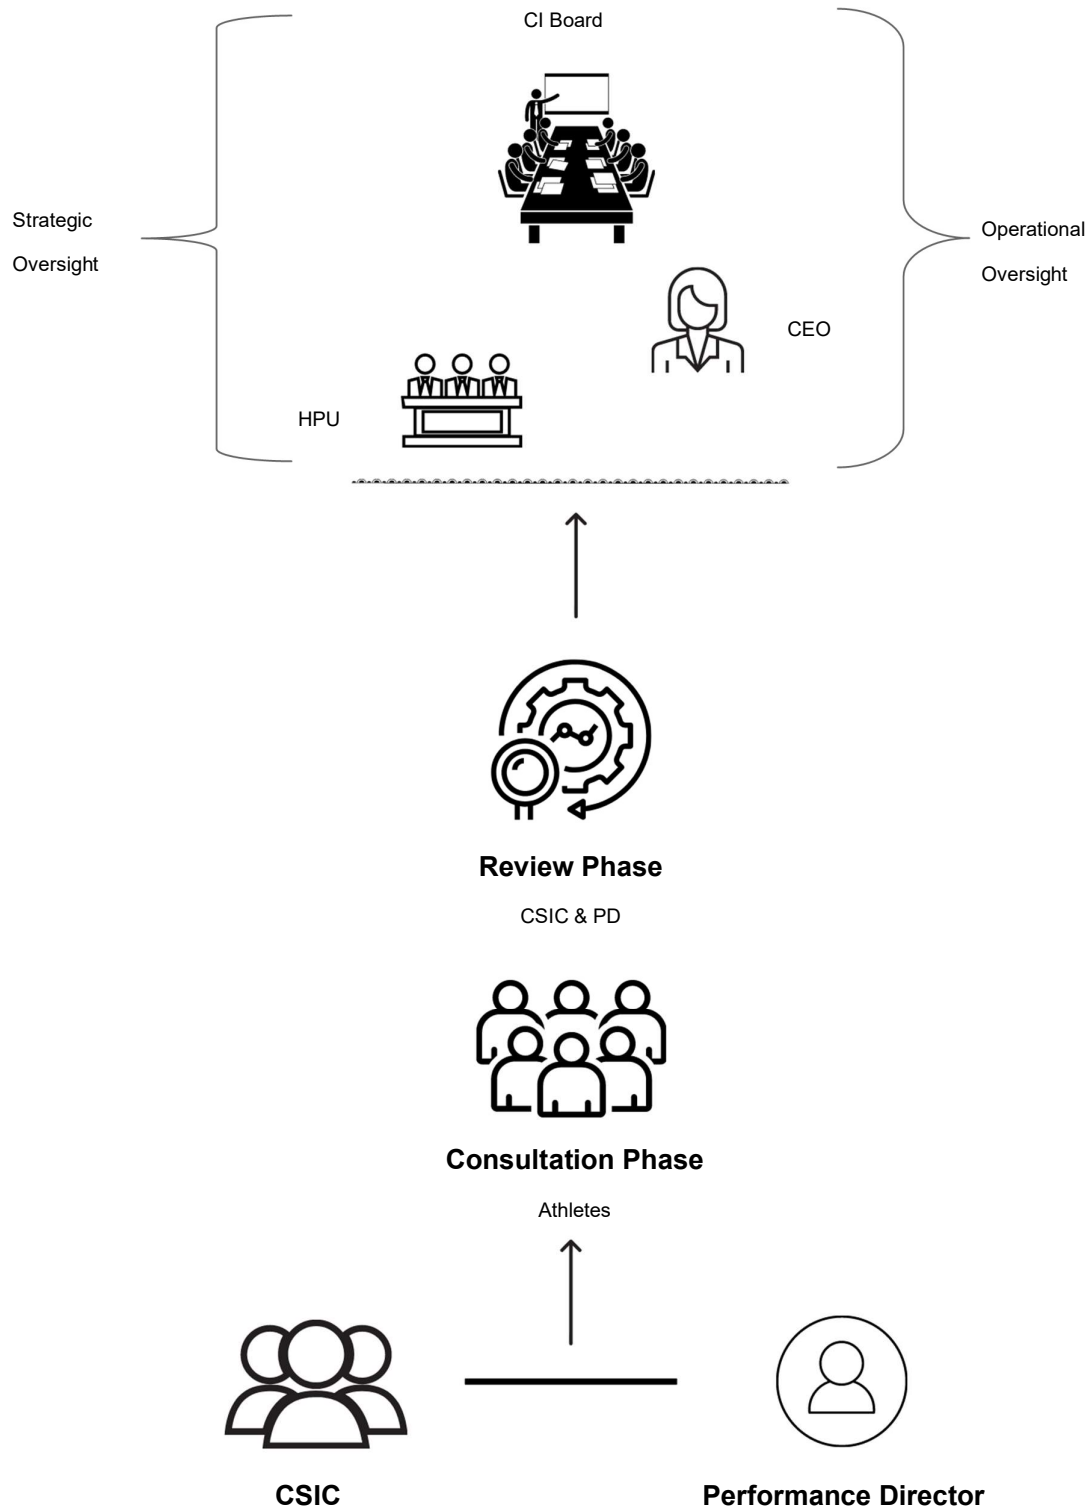 CI Board
Strategic
Oversight
Operational
Oversight
CEO
HPU
Review Phase
CSIC & PD
Consultation Phase
Athletes
CSIC
Performance Director